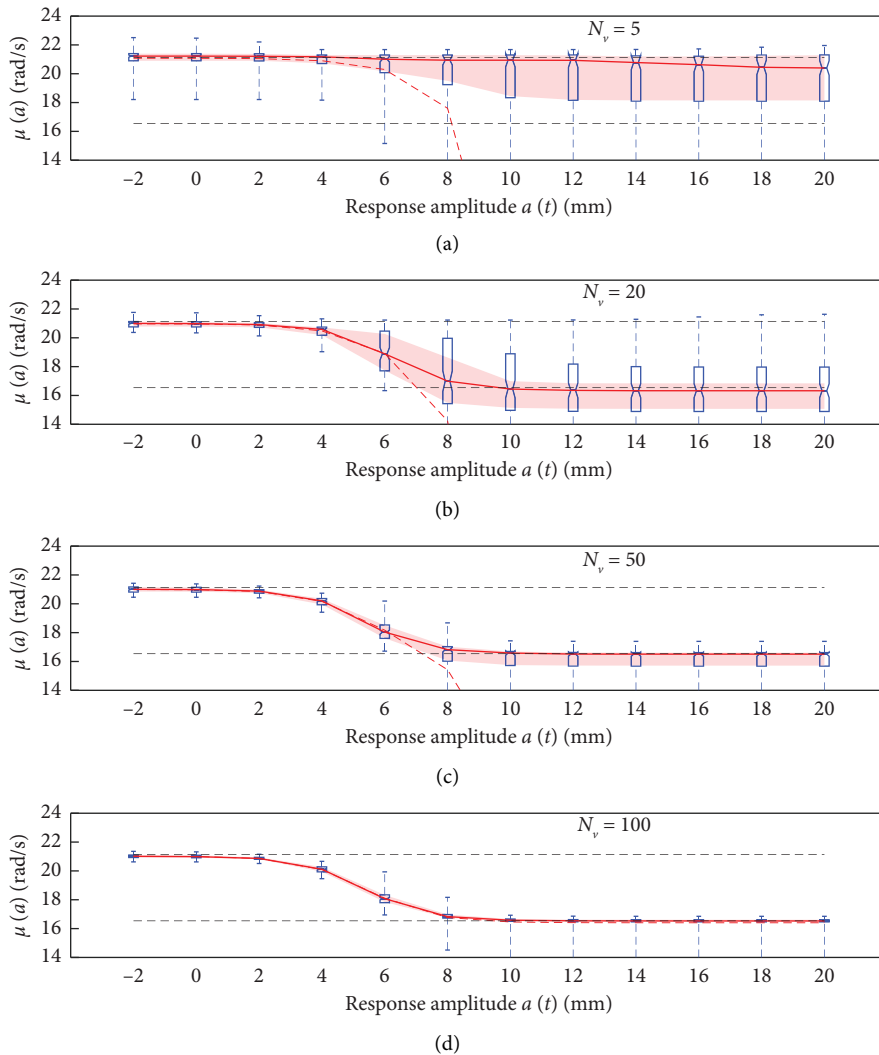 N_v = 5
24
22
20
18
16
14
μ (a) (rad/s)
−2 0 2 4 6 8 10 12 14 16 18 20
Response amplitude a (t) (mm)
(a)
N_v = 20
24
22
20
18
16
14
μ (a) (rad/s)
−2 0 2 4 6 8 10 12 14 16 18 20
Response amplitude a (t) (mm)
(b)
N_v = 50
24
22
20
18
16
14
μ (a) (rad/s)
−2 0 2 4 6 8 10 12 14 16 18 20
Response amplitude a (t) (mm)
(c)
N_v = 100
24
22
20
18
16
14
μ (a) (rad/s)
−2 0 2 4 6 8 10 12 14 16 18 20
Response amplitude a (t) (mm)
(d)